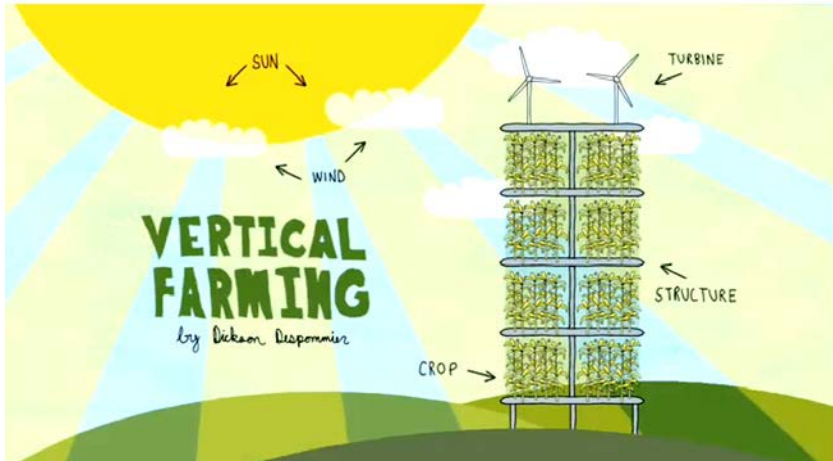 SUN
TURBINE
WIND
VERTICAL
FARMING
by Dickson Despommier
STRUCTURE
CROP